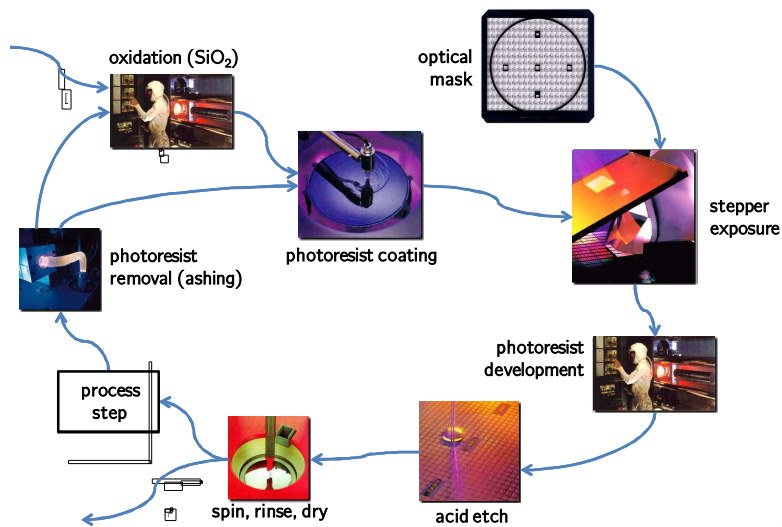 oxidation (SiO₂)
optical
mask
stepper
exposure
photoresist coating
photoresist
removal (ashing)
photoresist
development
process
step
spin, rinse, dry
acid etch